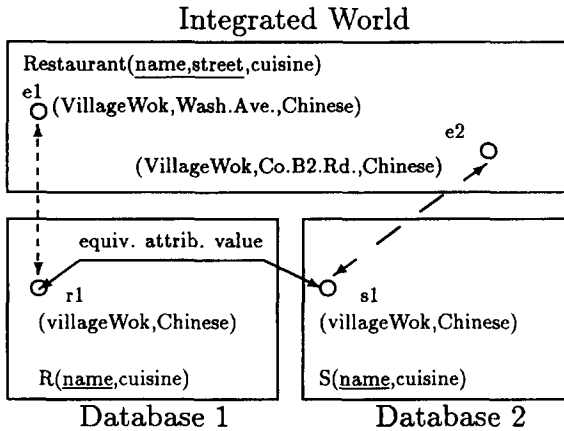 Integrated World
Restaurant(name,street,cuisine)
e1
(VillageWok,Wash.Ave.,Chinese)
e2
(VillageWok,Co.B2.Rd.,Chinese)
equiv. attrib. value
r1
(villageWok,Chinese)
R(name,cuisine)
s1
(villageWok,Chinese)
S(name,cuisine)
Database 1
Database 2